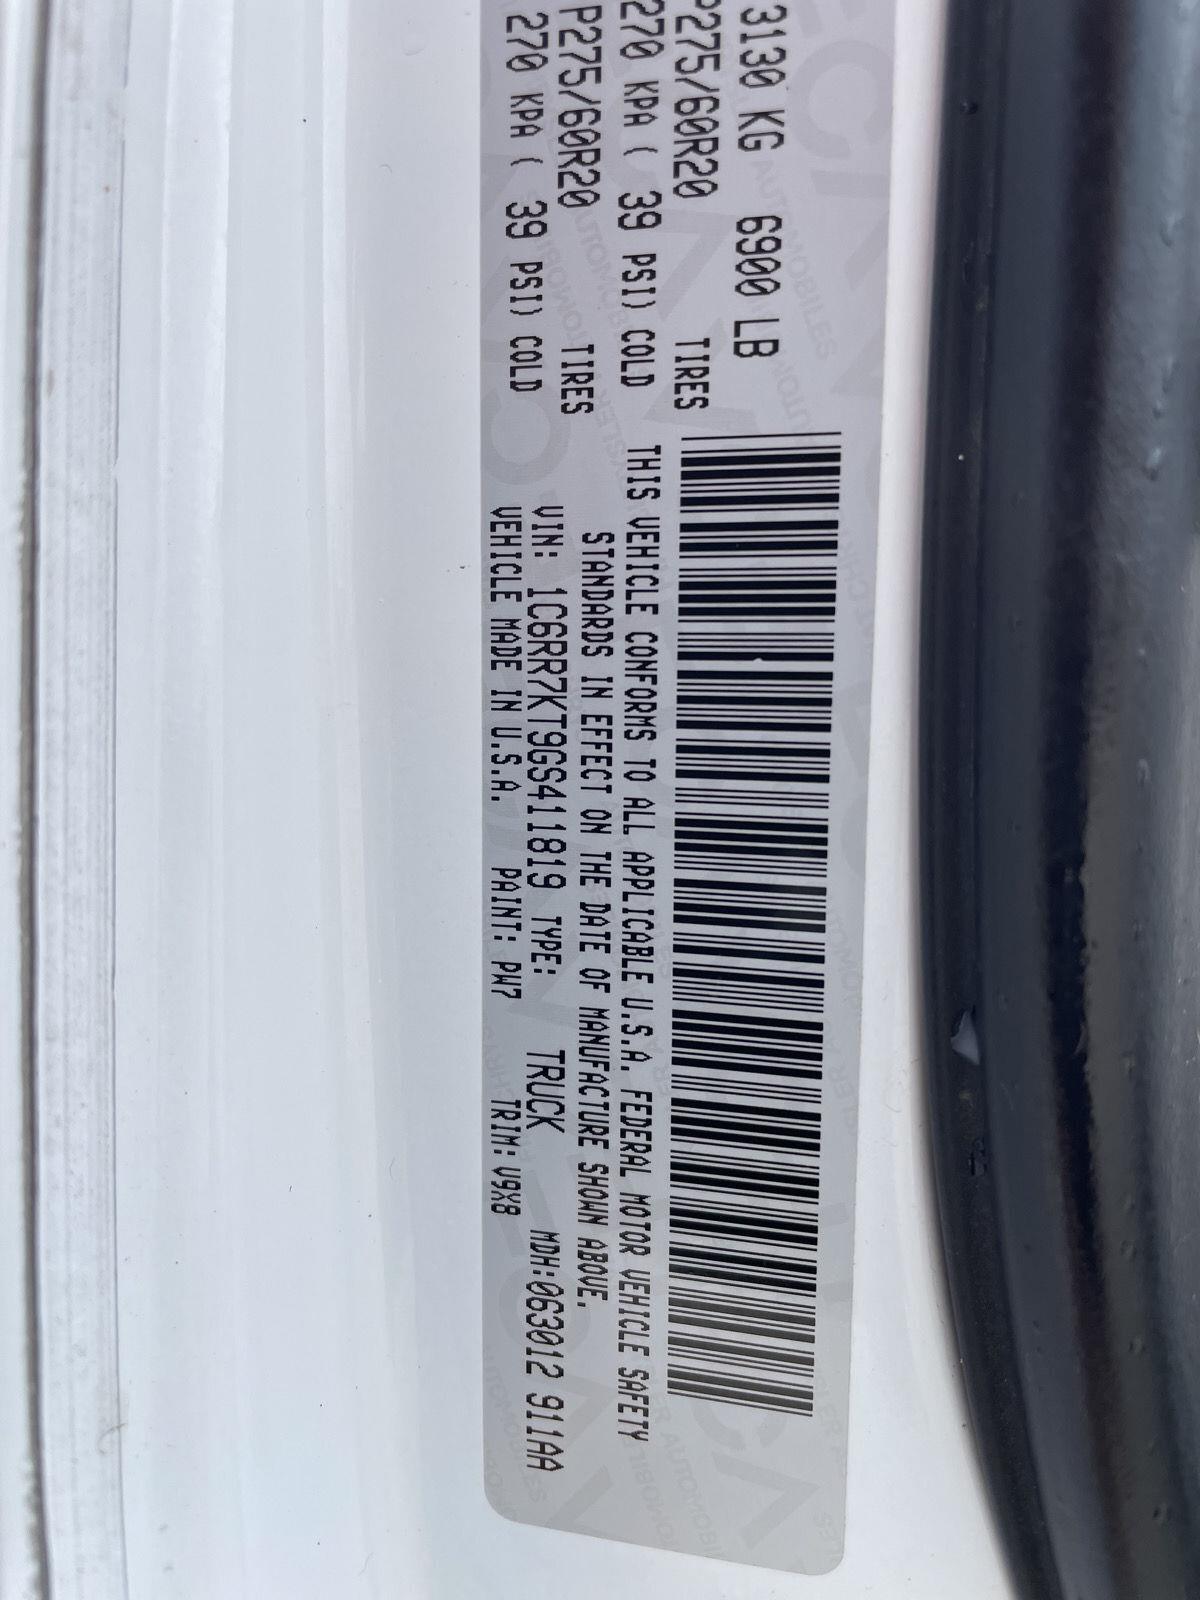 3130 KG 6900 LB
P275/60R20 TIRES
270 KPA ( 39 PSI) COLD
P275/60R20 TIRES
270 KPA ( 39 PSI) COLD
THIS VEHICLE CONFORMS TO ALL APPLICABLE U.S.A. FEDERAL MOTOR VEHICLE SAFETY
STANDARDS IN EFFECT ON THE DATE OF MANUFACTURE SHOWN ABOVE.
VIN: 1C6RR7KT9GS411819 TYPE: TRUCK MDH:063012 911AA
VEHICLE MADE IN U.S.A. PAINT: PW7 TRIM: V9X8